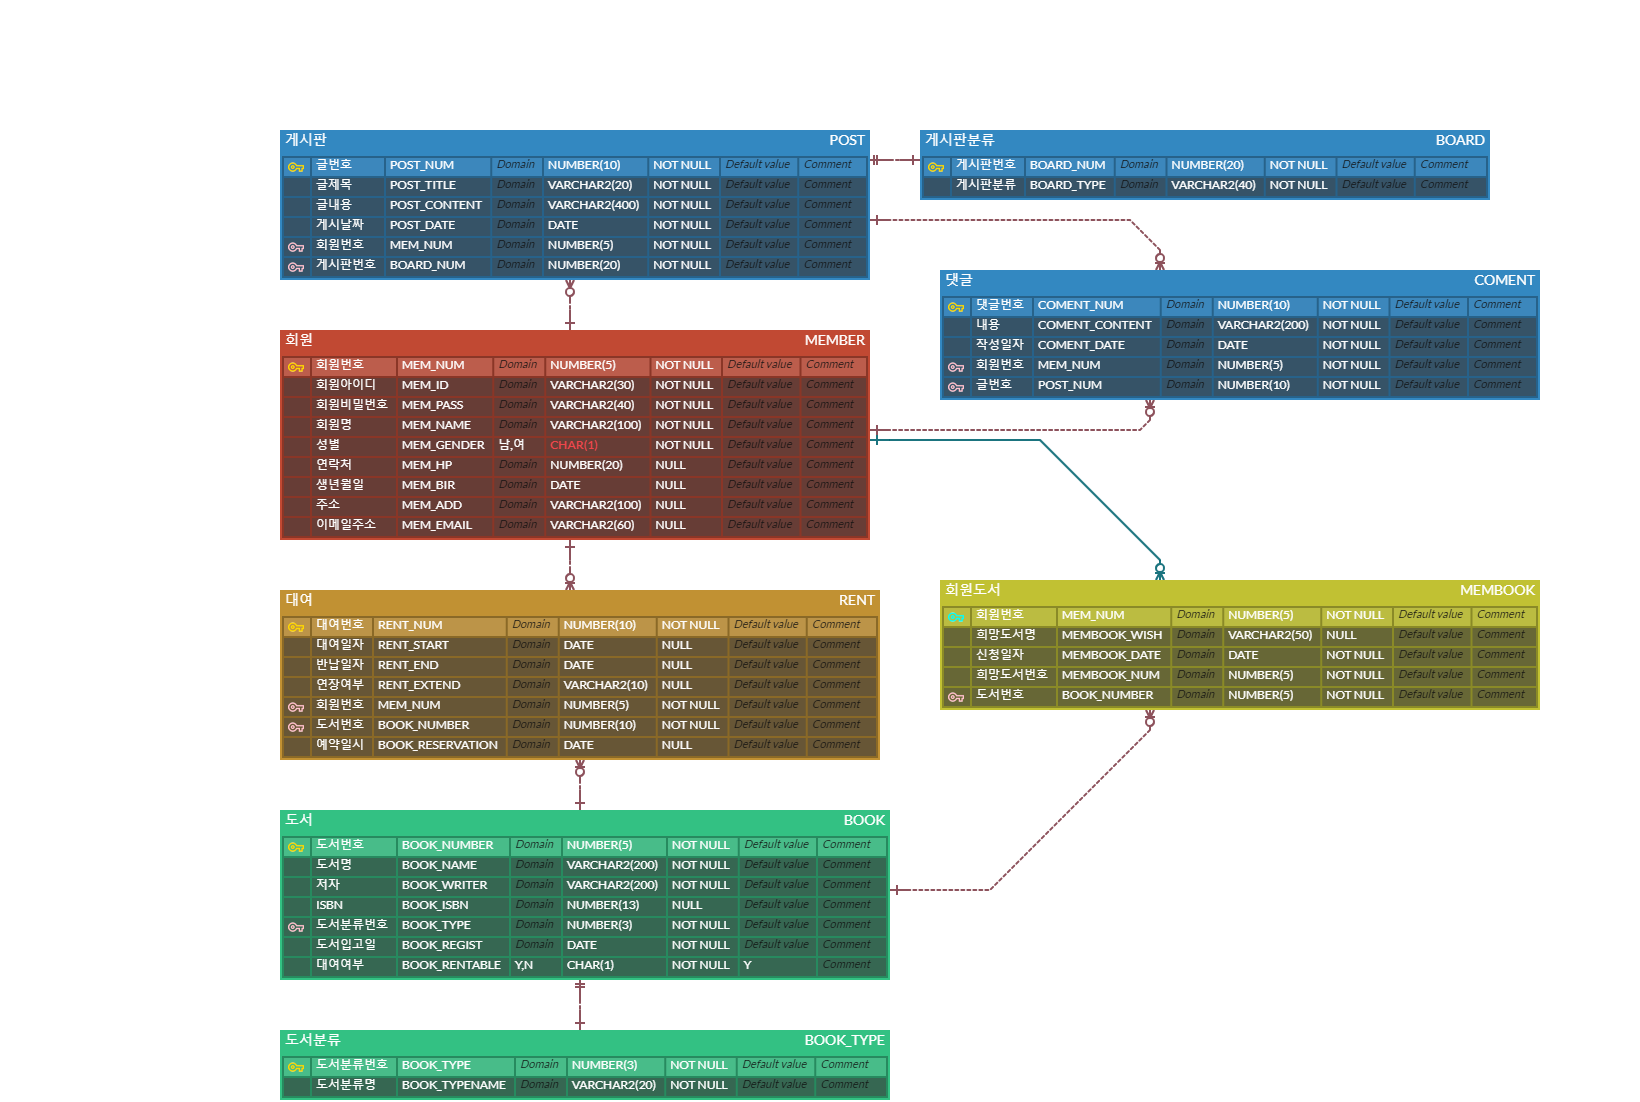 게시판 POST
글번호 POST_NUM Domain NUMBER(10) NOT NULL Default value Comment
글제목 POST_TITLE Domain VARCHAR2(20) NOT NULL Default value Comment
글내용 POST_CONTENT Domain VARCHAR2(400) NOT NULL Default value Comment
게시날짜 POST_DATE Domain DATE NOT NULL Default value Comment
회원번호 MEM_NUM Domain NUMBER(5) NOT NULL Default value Comment
게시판번호 BOARD_NUM Domain NUMBER(20) NOT NULL Default value Comment
게시판분류 BOARD
게시판번호 BOARD_NUM Domain NUMBER(20) NOT NULL Default value Comment
게시판분류 BOARD_TYPE Domain VARCHAR2(40) NOT NULL Default value Comment
댓글 COMENT
댓글번호 COMENT_NUM Domain NUMBER(10) NOT NULL Default value Comment
내용 COMENT_CONTENT Domain VARCHAR2(200) NOT NULL Default value Comment
작성일자 COMENT_DATE Domain DATE NOT NULL Default value Comment
회원번호 MEM_NUM Domain NUMBER(5) NOT NULL Default value Comment
글번호 POST_NUM Domain NUMBER(10) NOT NULL Default value Comment
회원 MEMBER
회원번호 MEM_NUM Domain NUMBER(5) NOT NULL Default value Comment
회원아이디 MEM_ID Domain VARCHAR2(30) NOT NULL Default value Comment
회원비밀번호 MEM_PASS Domain VARCHAR2(40) NOT NULL Default value Comment
회원명 MEM_NAME Domain VARCHAR2(100) NOT NULL Default value Comment
성별 MEM_GENDER 남,여 CHAR(1) NOT NULL Default value Comment
연락처 MEM_HP Domain NUMBER(20) NULL Default value Comment
생년월일 MEM_BIR Domain DATE NULL Default value Comment
주소 MEM_ADD Domain VARCHAR2(100) NULL Default value Comment
이메일주소 MEM_EMAIL Domain VARCHAR2(60) NULL Default value Comment
대여 RENT
대여번호 RENT_NUM Domain NUMBER(10) NOT NULL Default value Comment
대여일자 RENT_START Domain DATE NULL Default value Comment
반납일자 RENT_END Domain DATE NULL Default value Comment
연장여부 RENT_EXTEND Domain VARCHAR2(10) NULL Default value Comment
회원번호 MEM_NUM Domain NUMBER(5) NOT NULL Default value Comment
도서번호 BOOK_NUMBER Domain NUMBER(10) NOT NULL Default value Comment
예약일시 BOOK_RESERVATION Domain DATE NULL Default value Comment
회원도서 MEMBOOK
회원번호 MEM_NUM Domain NUMBER(5) NOT NULL Default value Comment
희망도서명 MEMBOOK_WISH Domain VARCHAR2(50) NULL Default value Comment
신청일자 MEMBOOK_DATE Domain DATE NOT NULL Default value Comment
희망도서번호 MEMBOOK_NUM Domain NUMBER(5) NOT NULL Default value Comment
도서번호 BOOK_NUMBER Domain NUMBER(5) NOT NULL Default value Comment
도서 BOOK
도서번호 BOOK_NUMBER Domain NUMBER(5) NOT NULL Default value Comment
도서명 BOOK_NAME Domain VARCHAR2(200) NOT NULL Default value Comment
저자 BOOK_WRITER Domain VARCHAR2(200) NOT NULL Default value Comment
ISBN BOOK_ISBN Domain NUMBER(13) NULL Default value Comment
도서분류번호 BOOK_TYPE Domain NUMBER(3) NOT NULL Default value Comment
도서입고일 BOOK_REGIST Domain DATE NOT NULL Default value Comment
대여여부 BOOK_RENTABLE Y,N CHAR(1) NOT NULL Y Comment
도서분류 BOOK_TYPE
도서분류번호 BOOK_TYPE Domain NUMBER(3) NOT NULL Default value Comment
도서분류명 BOOK_TYPENAME Domain VARCHAR2(20) NOT NULL Default value Comment